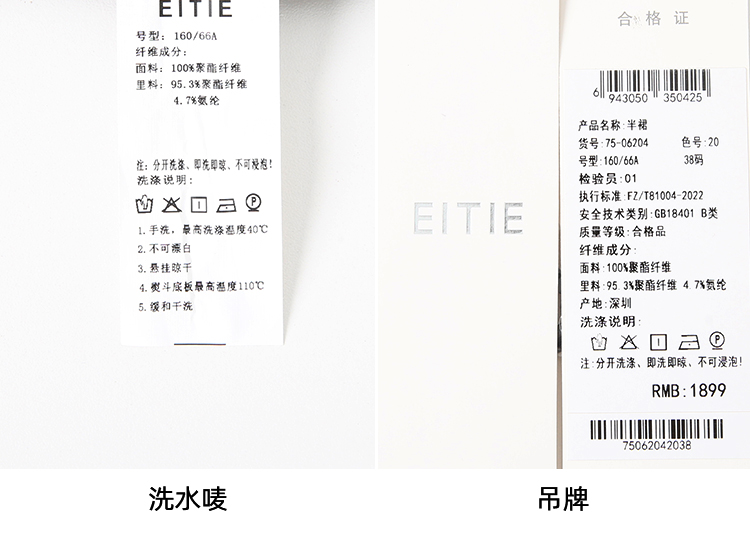 EITIE
号型: 160/66A
纤维成分:
面料: 100%聚酯纤维
里料: 95.3%聚酯纤维
4.7%氨纶
注: 分开洗涤、即洗即晾、不可浸泡!
洗涤说明:
1.手洗，最高洗涤温度40℃
2.不可漂白
3.悬挂晾干
4.熨斗底板最高温度110℃
5.缓和干洗
洗水唛
EITIE
合格证
6 943050 350425
产品名称:半裙
货号:75-06204 色号:20
号型:160/66A 38码
检验员:01
执行标准:FZ/T81004-2022
安全技术类别:GB18401 B类
质量等级:合格品
纤维成分:
面料:100%聚酯纤维
里料:95.3%聚酯纤维 4.7%氨纶
产地:深圳
洗涤说明:
注:分开洗涤、即洗即晾、不可浸泡!
RMB:1899
75062042038
吊牌